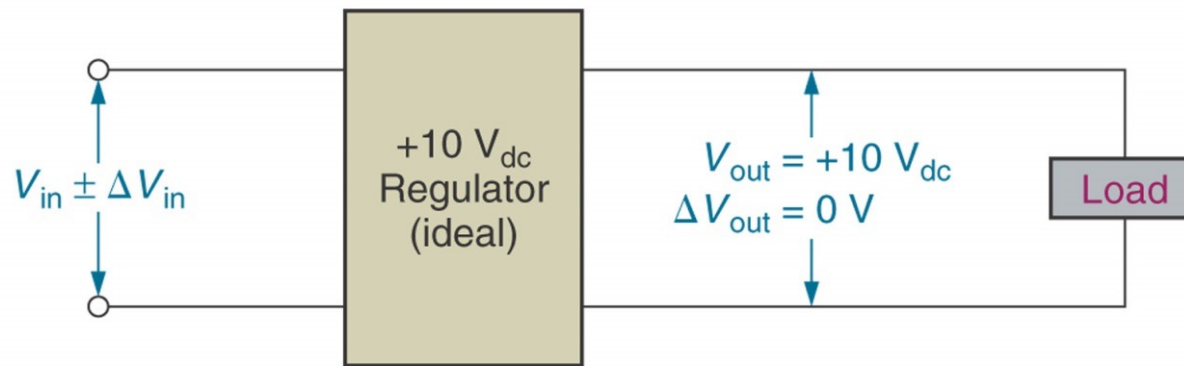 V_in ± ΔV_in
+10 V_dc
Regulator
(ideal)
V_out = +10 V_dc
ΔV_out = 0 V
Load